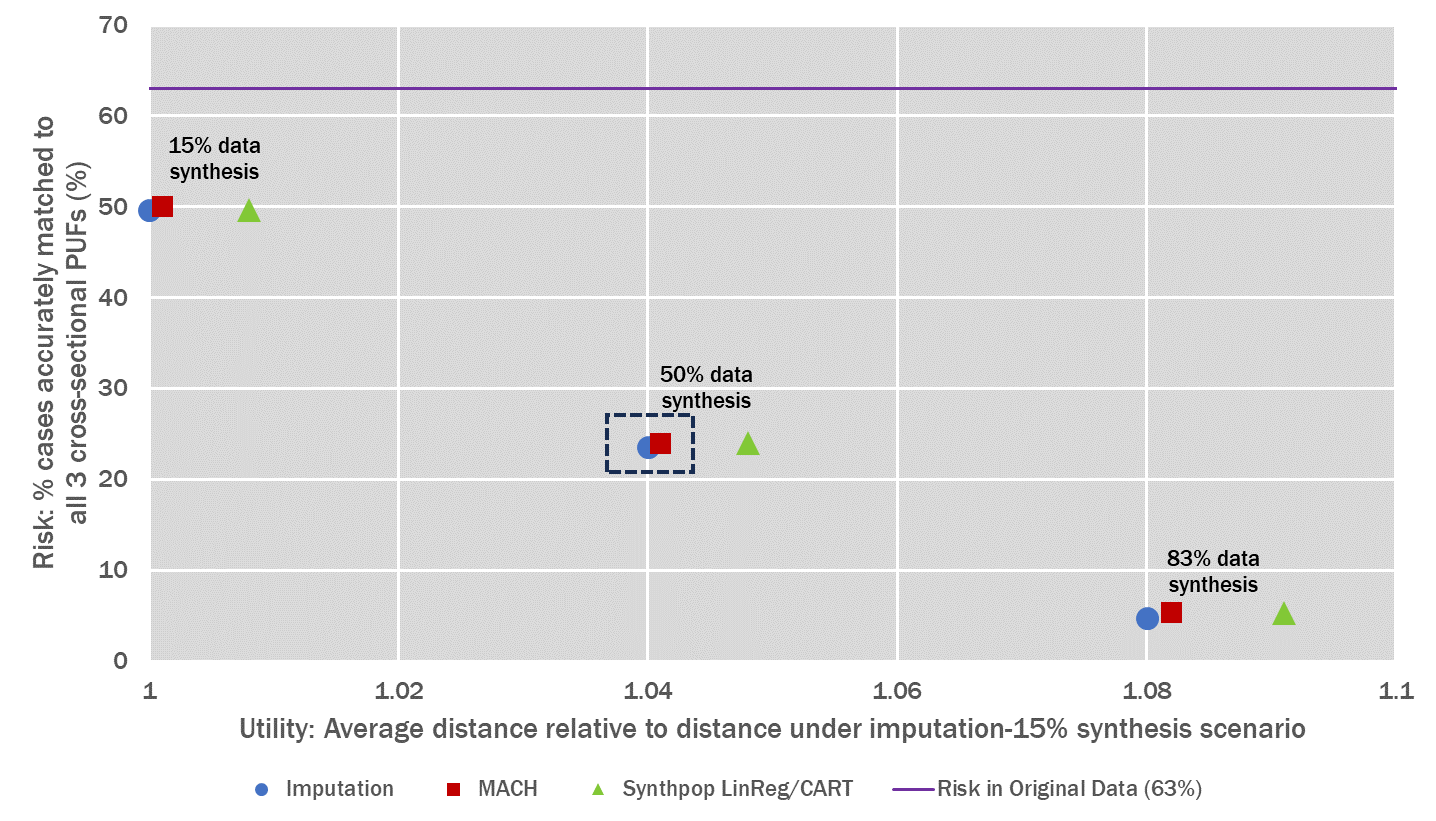 Risk: % cases accurately matched to
all 3 cross-sectional PUFs (%)
70
60
50
40
30
20
10
0
15% data
synthesis
50% data
synthesis
83% data
synthesis
1
1.02
1.04
1.06
1.08
1.1
Utility: Average distance relative to distance under imputation-15% synthesis scenario
Imputation
MACH
Synthpop LinReg/CART
Risk in Original Data (63%)